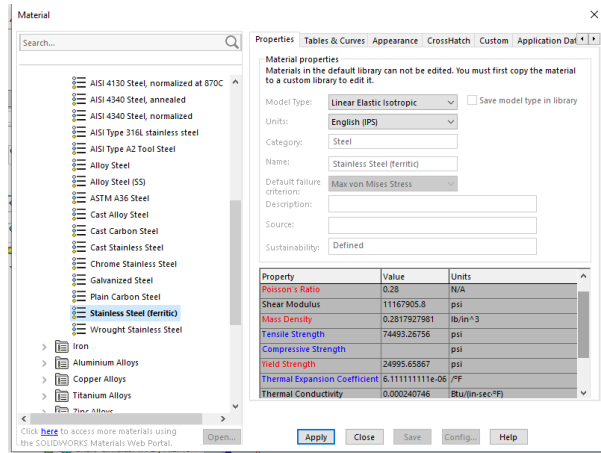 Material
Search...
AISI 4130 Steel, normalized at 870C
AISI 4340 Steel, annealed
AISI 4340 Steel, normalized
AISI Type 316L stainless steel
AISI Type A2 Tool Steel
Alloy Steel
Alloy Steel (SS)
ASTM A36 Steel
Cast Alloy Steel
Cast Carbon Steel
Cast Stainless Steel
Chrome Stainless Steel
Galvanized Steel
Plain Carbon Steel
Stainless Steel (ferritic)
Wrought Stainless Steel
Iron
Aluminium Alloys
Copper Alloys
Titanium Alloys
Zinc Alloys
Click here to access more materials using
the SOLIDWORKS Materials Web Portal.
Open...
Properties Tables & Curves Appearance CrossHatch Custom Application Dat
Material properties
Materials in the default library can not be edited. You must first copy the material
to a custom library to edit it.
Model Type: Linear Elastic Isotropic Save model type in library
Units: English (IPS)
Category: Steel
Name: Stainless Steel (ferritic)
Default failure criterion: Max von Mises Stress
Description:
Source:
Sustainability: Defined
Property Value Units
Poisson's Ratio 0.28 N/A
Shear Modulus 11167905.8 psi
Mass Density 0.2817927981 lb/in^3
Tensile Strength 74493.26756 psi
Compressive Strength psi
Yield Strength 24995.65867 psi
Thermal Expansion Coefficient 6.111111111e-06 /°F
Thermal Conductivity 0.000240746 Btu/(in·sec·°F)
Apply Close Save Config... Help